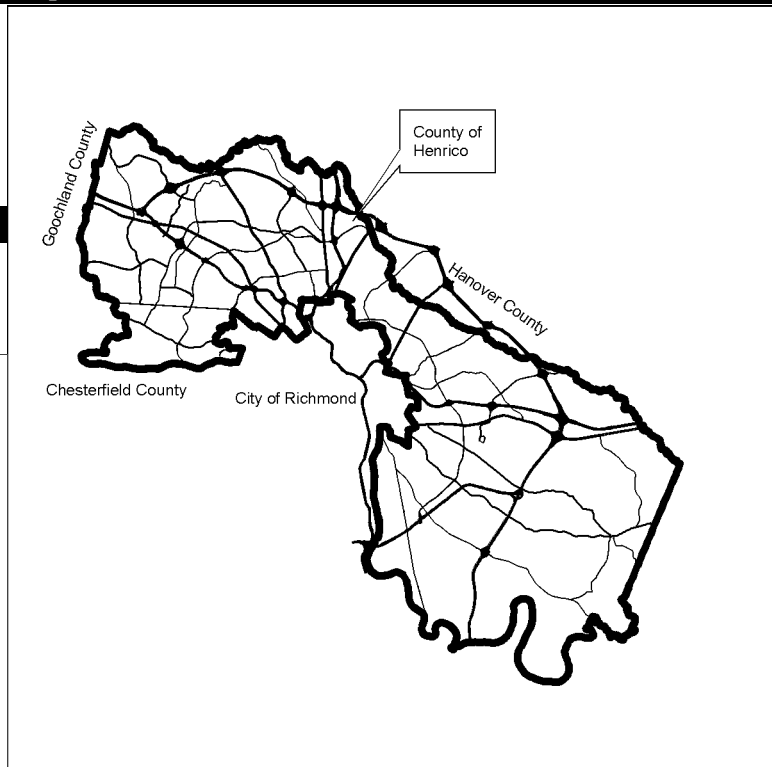 Goochland County
County of
Henrico
Hanover County
Chesterfield County
City of Richmond